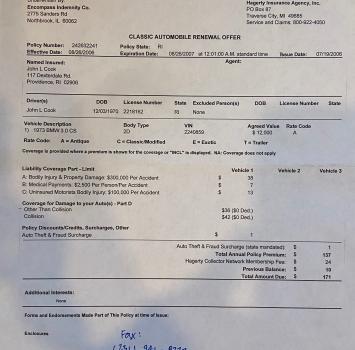 Encompass Indemnity Co.
2775 Sanders Rd
Northbrook, IL 60062
Hagerty Insurance Agency, Inc.
PO Box 87
Traverse City, MI 49685
Service and Claims: 800-922-4050
CLASSIC AUTOMOBILE RENEWAL OFFER
Policy Number: 242632241 Policy State: RI
Effective Date: 08/26/2006 Expiration Date: 08/26/2007 at 12:01:00 A.M. standard time Issue Date: 07/19/2006
Named Insured: Agent:
John L Cook
117 Dexterdale Rd.
Providence, RI 02906
Driver(s) DOB License Number State Excluded Person(s) DOB License Number State
John L Cook 12/03/1970 2218162 RI None
Vehicle Description Body Type VIN Agreed Value Rate Code
1) 1973 BMW 3.0 CS 2D 2240859 $ 12,000 A
Rate Code: A = Antique C = Classic/Modified E = Exotic T = Trailer
Coverage is provided where a premium is shown for the coverage or "INCL" is displayed. NA: Coverage does not apply
Liability Coverage Part - Limit Vehicle 1 Vehicle 2 Vehicle 3
A: Bodily Injury & Property Damage: $300,000 Per Accident $ 35
B: Medical Payments: $2,500 Per Person/Per Accident $ 7
C: Uninsured Motorists Bodily Injury: $100,000 Per Accident $ 13
Coverage for Damage to your Auto(s) - Part D
Other Than Collision $36 ($0 Ded.)
Collision $42 ($0 Ded.)
Policy Discounts/Credits, Surcharges, Other
Auto Theft & Fraud Surcharge $ 1
Auto Theft & Fraud Surcharge (state mandated): $ 1
Total Annual Policy Premium: $ 137
Hagerty Collector Network Membership Fee: $ 24
Previous Balance: $ 10
Total Amount Due: $ 171
Additional Interests:
None
Forms and Endorsements Made Part of This Policy at time of Issue:
Enclosures
Fax: